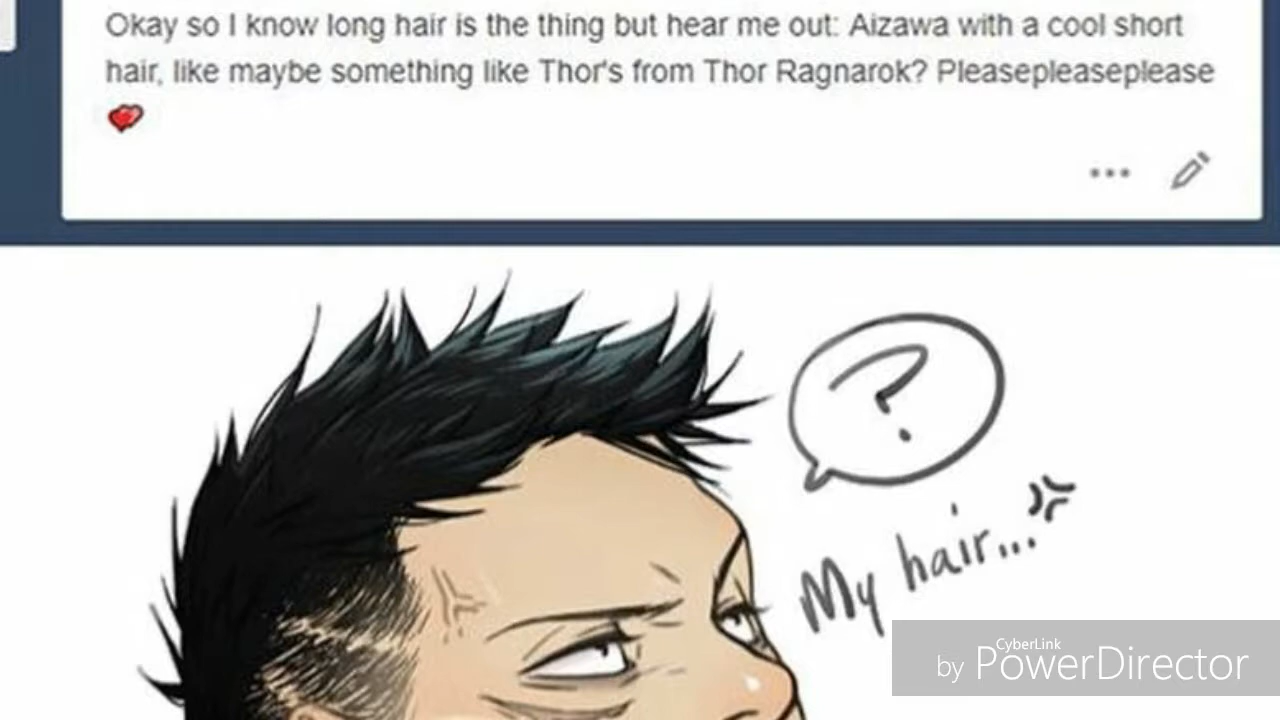 Okay so I know long hair is the thing but hear me out: Aizawa with a cool short
hair, like maybe something like Thor's from Thor Ragnarok? Pleasepleaseplease
?
My hair...
CyberLink
by PowerDirector